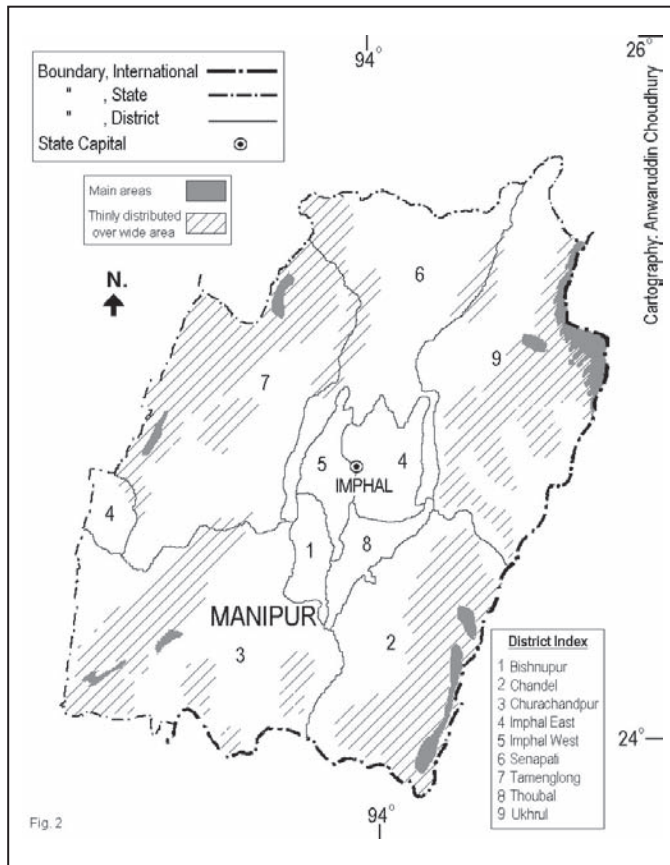 94°
26°
Boundary, International
" , State
" , District
State Capital
Main areas
Thinly distributed
over wide area
N.
Cartography: Anwaruddin Choudhury
6
9
7
5
4
IMPHAL
4
1
8
MANIPUR
3
2
District Index
1 Bishnupur
2 Chandel
3 Churachandpur
4 Imphal East
5 Imphal West
6 Senapati
7 Tamenglong
8 Thoubal
9 Ukhrul
24°
94°
Fig. 2